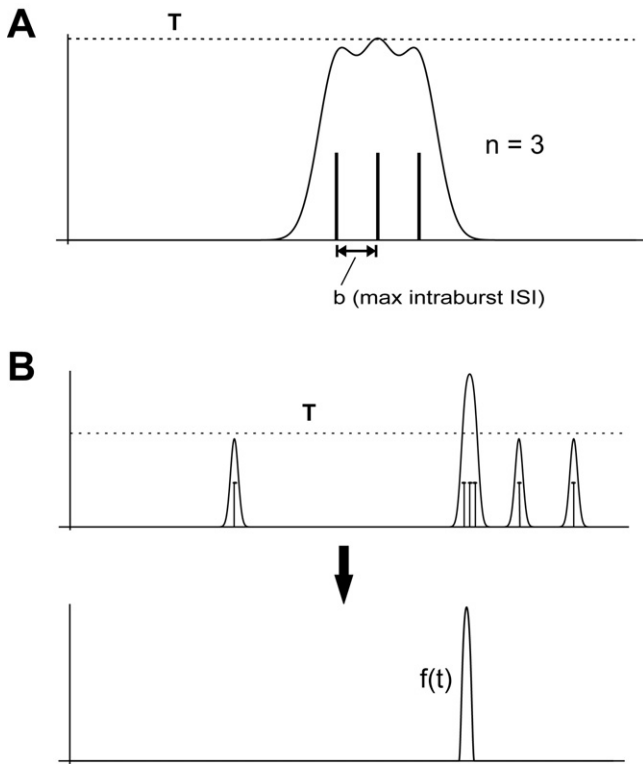 A
T
n = 3
b (max intraburst ISI)
B
T
f(t)